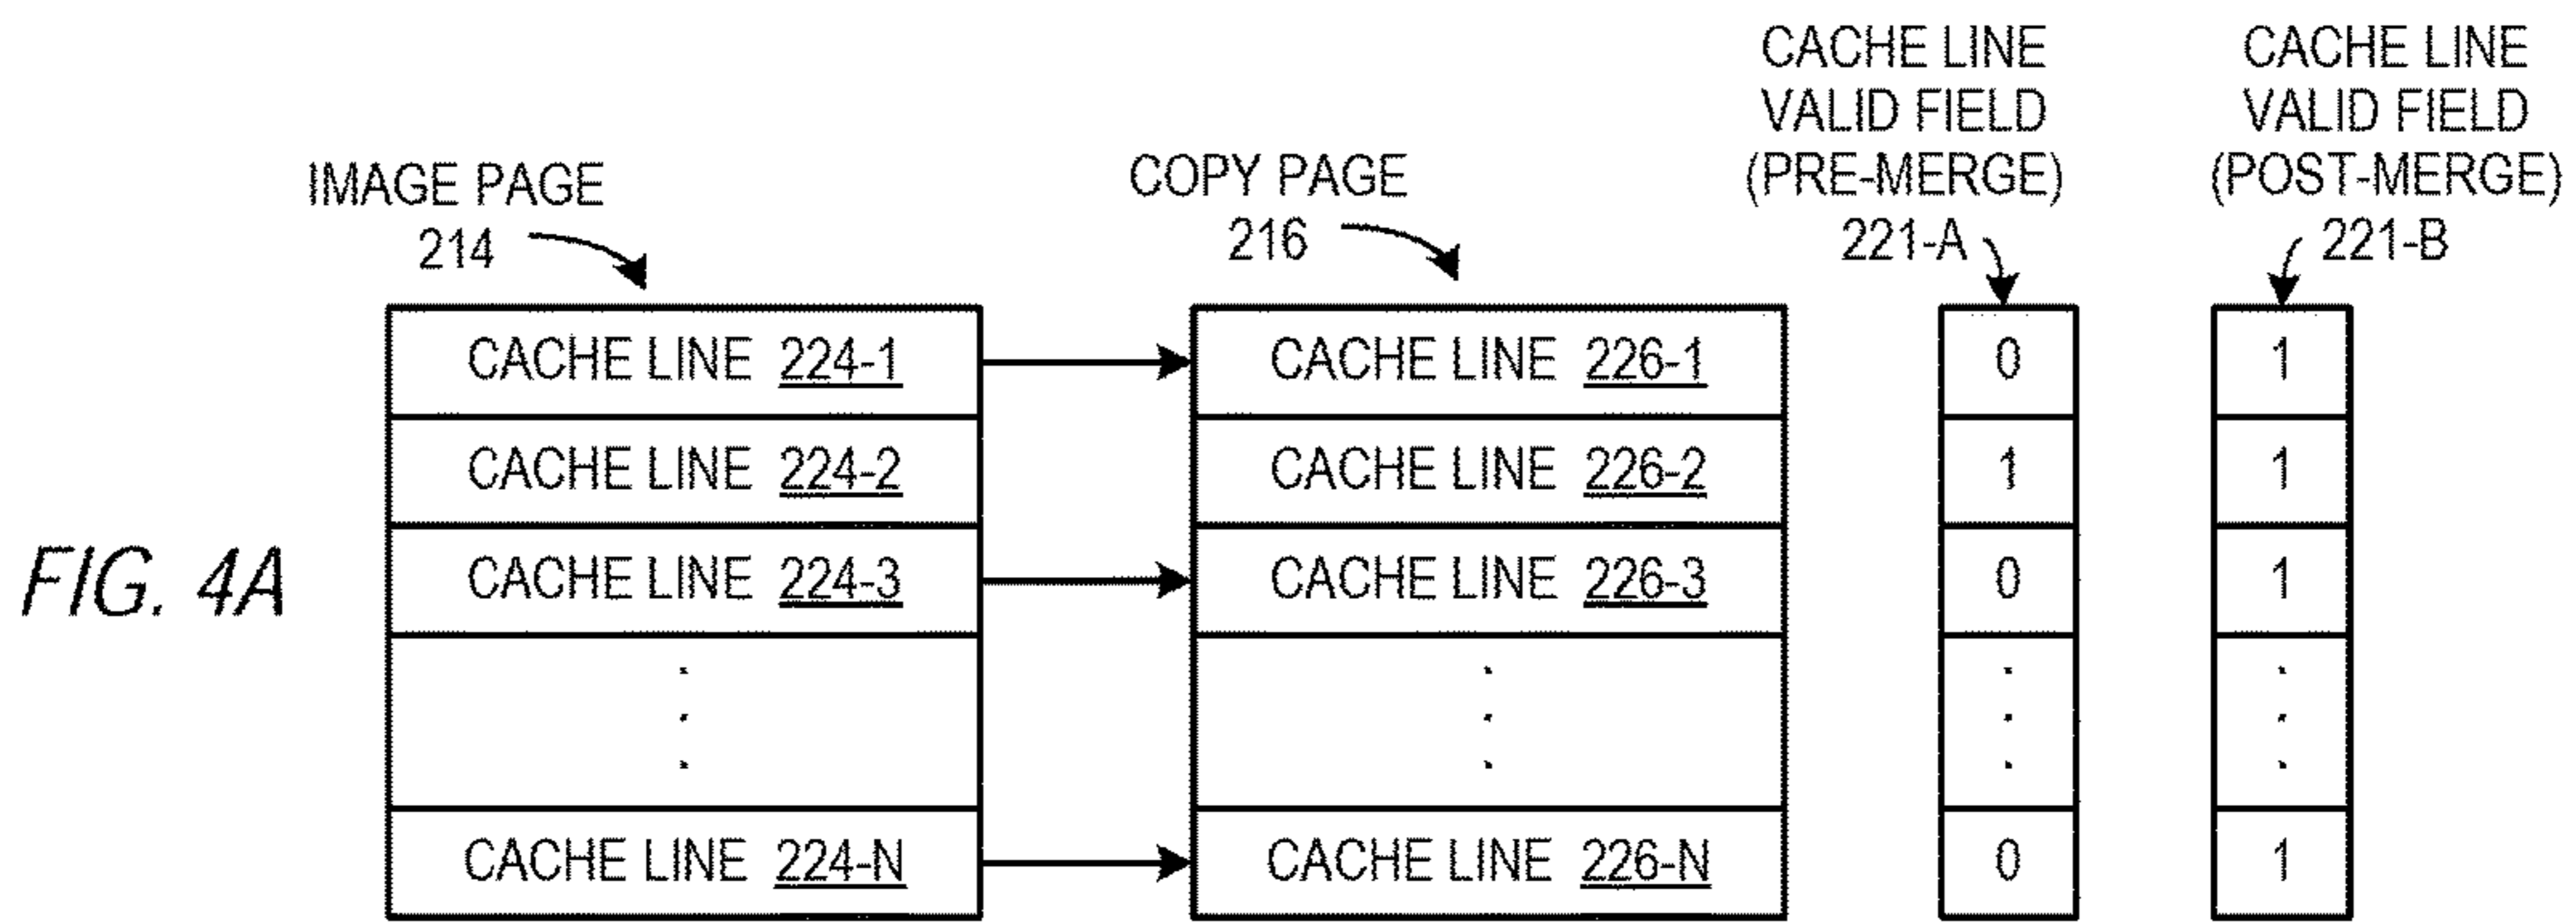 CACHE LINE
VALID FIELD
(PRE-MERGE)
221-A
CACHE LINE
VALID FIELD
(POST-MERGE)
221-B
IMAGE PAGE
214
COPY PAGE
216
CACHE LINE 224-1
CACHE LINE 226-1
0
1
CACHE LINE 224-2
CACHE LINE 226-2
1
1
FIG. 4A
CACHE LINE 224-3
CACHE LINE 226-3
0
1
CACHE LINE 224-N
CACHE LINE 226-N
0
1